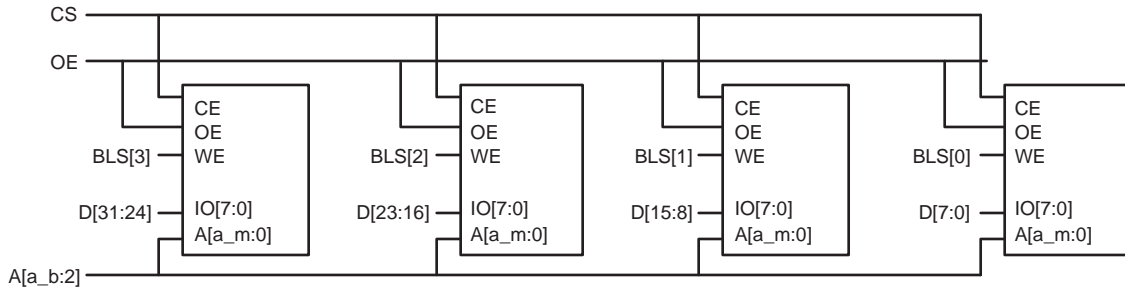 CS
OE
CE CE CE CE
OE OE OE OE
BLS[3] WE BLS[2] WE BLS[1] WE BLS[0] WE
D[31:24] IO[7:0] D[23:16] IO[7:0] D[15:8] IO[7:0] D[7:0] IO[7:0]
A[a_m:0] A[a_m:0] A[a_m:0] A[a_m:0]
A[a_b:2]